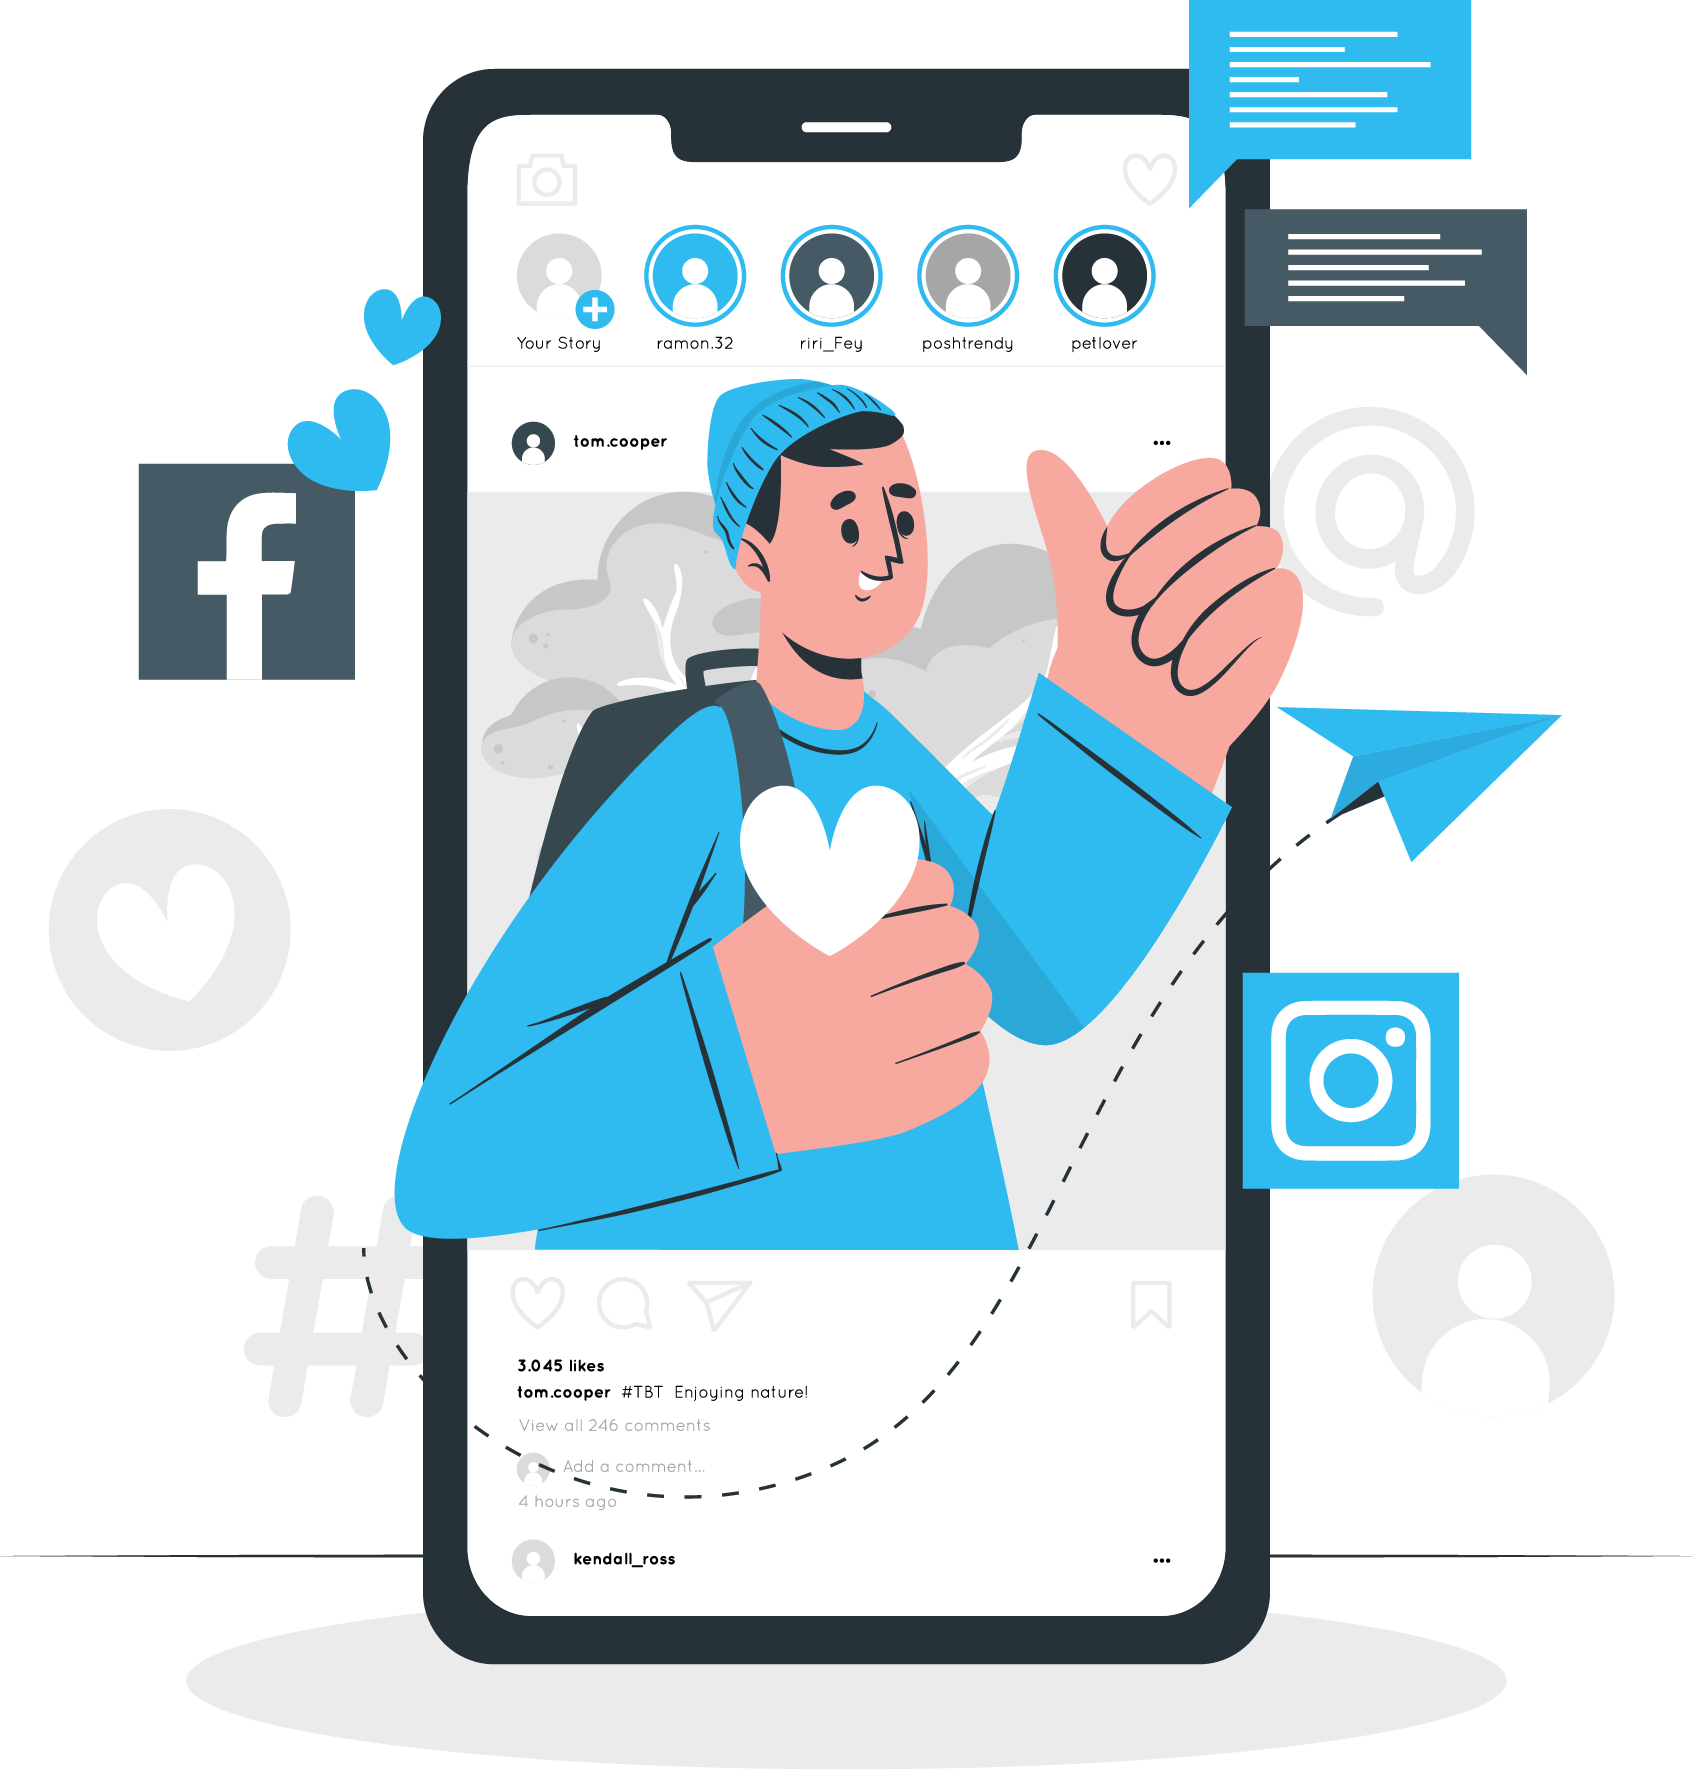 Your Story
ramon.32
riri_Fey
poshtrendy
petlover
tom.cooper
3.045 likes
tom.cooper #TBT Enjoying nature!
View all 246 comments
Add a comment...
4 hours ago
kendall_ross